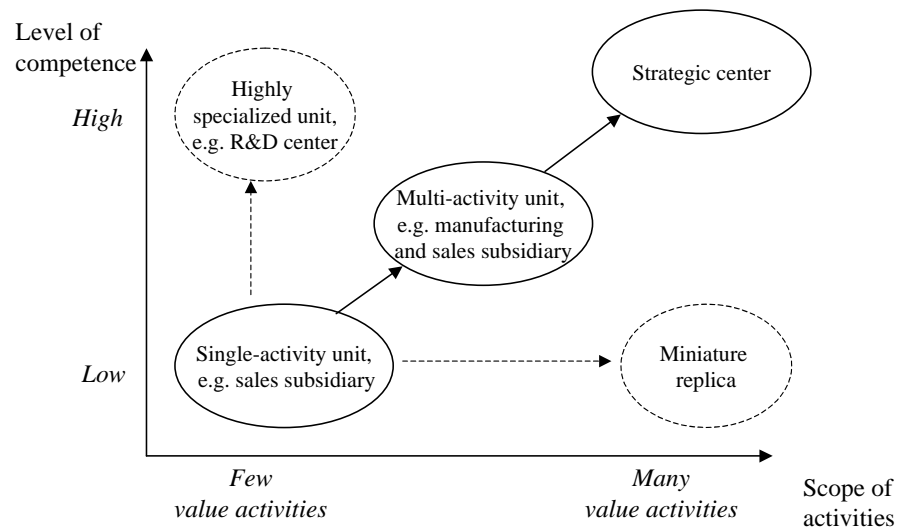 Level of
competence
High
Low
Highly
specialized unit,
e.g. R&D center
Strategic center
Multi-activity unit,
e.g. manufacturing
and sales subsidiary
Single-activity unit,
e.g. sales subsidiary
Miniature
replica
Few
value activities
Many
value activities
Scope of
activities